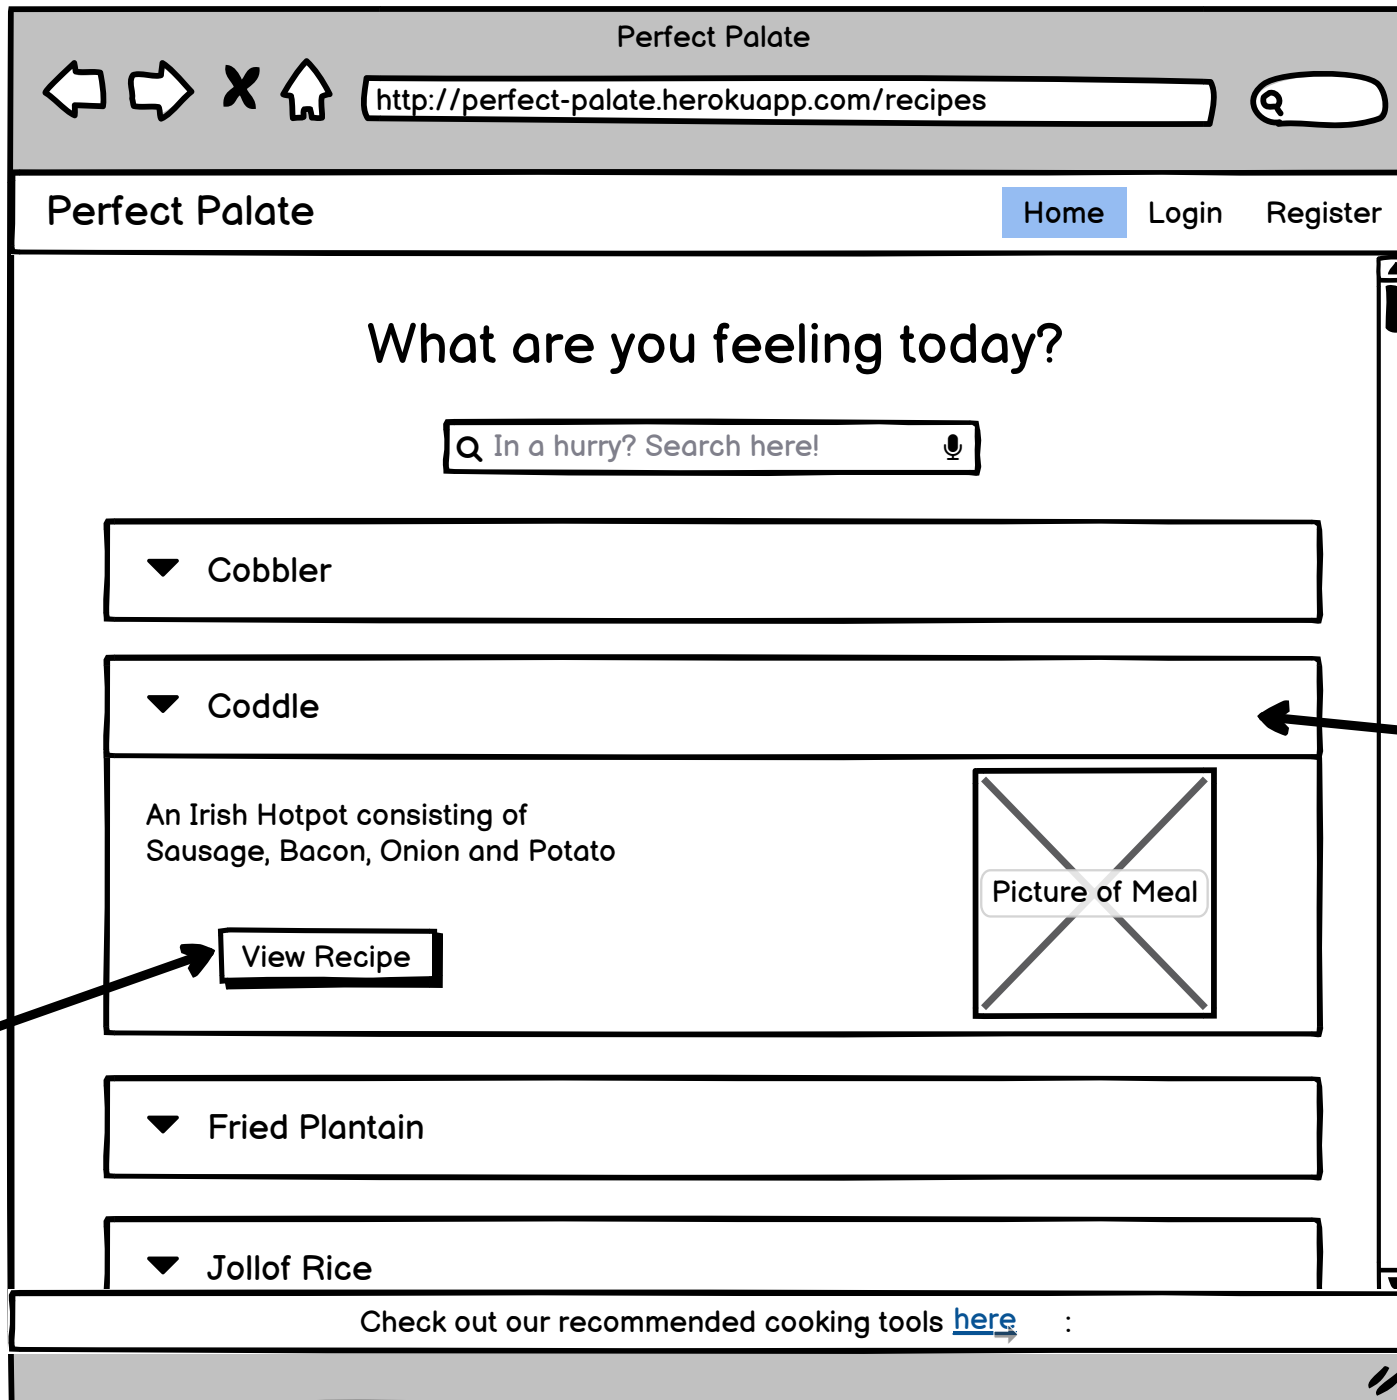 Perfect Palate
http://perfect-palate.herokuapp.com/recipes
Perfect Palate
Home
Login
Register
What are you feeling today?
In a hurry? Search here!
Cobbler
Coddle
An Irish Hotpot consisting of
Sausage, Bacon, Onion and Potato
Picture of Meal
View Recipe
Fried Plantain
Jollof Rice
Check out our recommended cooking tools here :